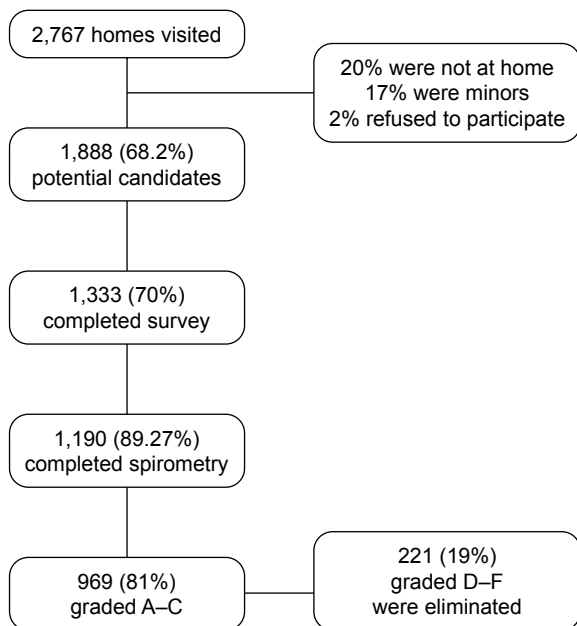 2,767 homes visited
20% were not at home
17% were minors
2% refused to participate
1,888 (68.2%)
potential candidates
1,333 (70%)
completed survey
1,190 (89.27%)
completed spirometry
969 (81%)
graded A–C
221 (19%)
graded D–F
were eliminated